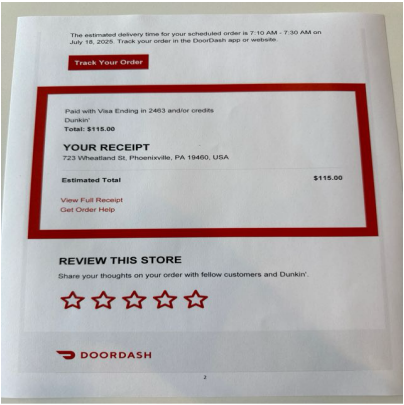 The estimated delivery time for your scheduled order is 7:10 AM - 7:30 AM on
July 18, 2025. Track your order in the DoorDash app or website.
Track Your Order
Paid with Visa Ending in 2463 and/or credits
Dunkin'
Total: $115.00
YOUR RECEIPT
723 Wheatland St, Phoenixville, PA 19460, USA
Estimated Total $115.00
View Full Receipt
Get Order Help
REVIEW THIS STORE
Share your thoughts on your order with fellow customers and Dunkin'.
DOORDASH
2